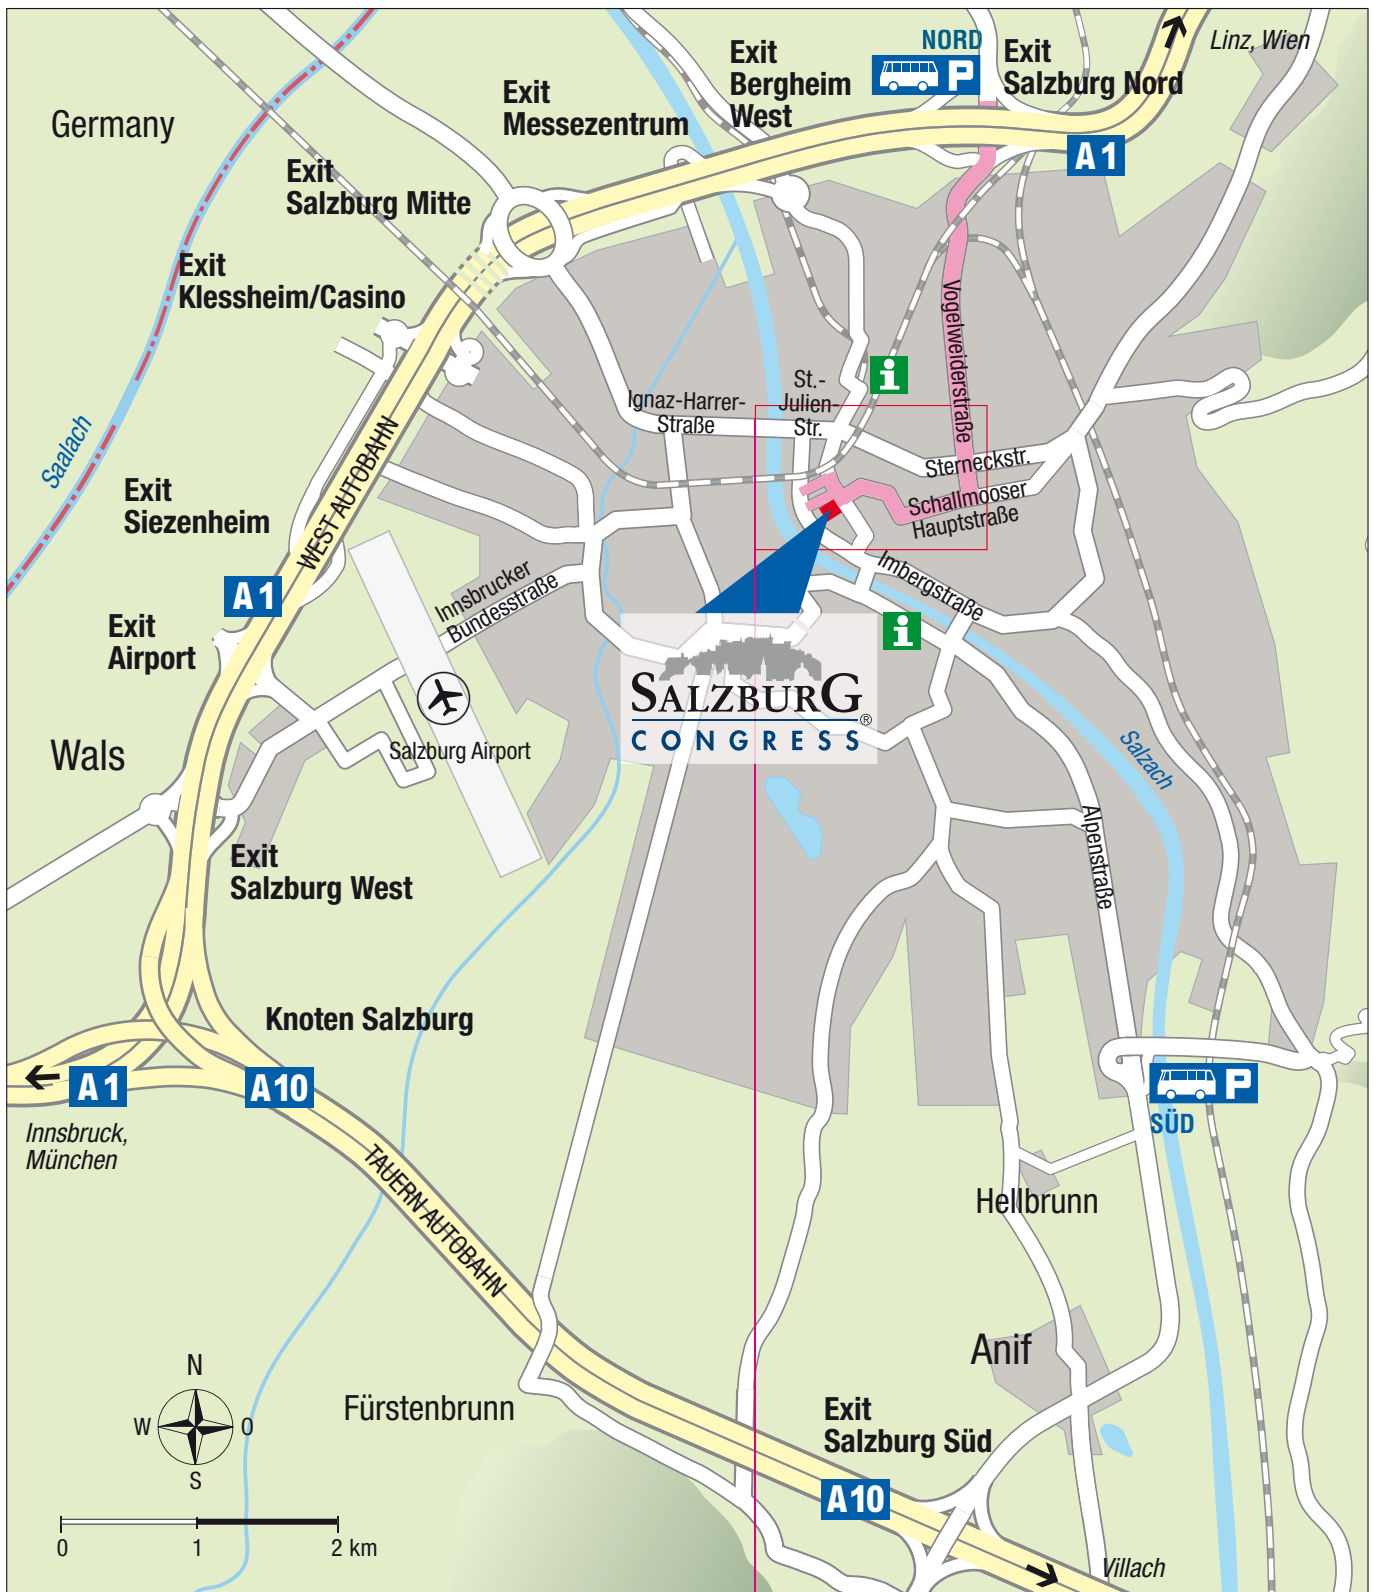 NORD
P
Exit
Salzburg Nord
Linz, Wien
Exit
Bergheim
West
Exit
Messezentrum
Germany
A1
Exit
Salzburg Mitte
Exit
Klessheim/Casino
Vogelweiderstraße
i
St.-
Julien-
Str.
Ignaz-Harrer-
Straße
Saalach
WEST AUTOBAHN
Sterneckstr.
Schallmooser
Hauptstraße
Exit
Siezenheim
Innsbrucker
Bundesstraße
Imbergstraße
A1
i
Exit
Airport
SALZBURG
®
CONGRESS
Salzburg Airport
Wals
Salzach
Alpenstraße
Exit
Salzburg West
Knoten Salzburg
A1
A10
P
SÜD
Innsbruck,
München
TAUERN AUTOBAHN
Hellbrunn
Anif
N
W
O
S
Fürstenbrunn
Exit
Salzburg Süd
A10
0 1 2 km
Villach